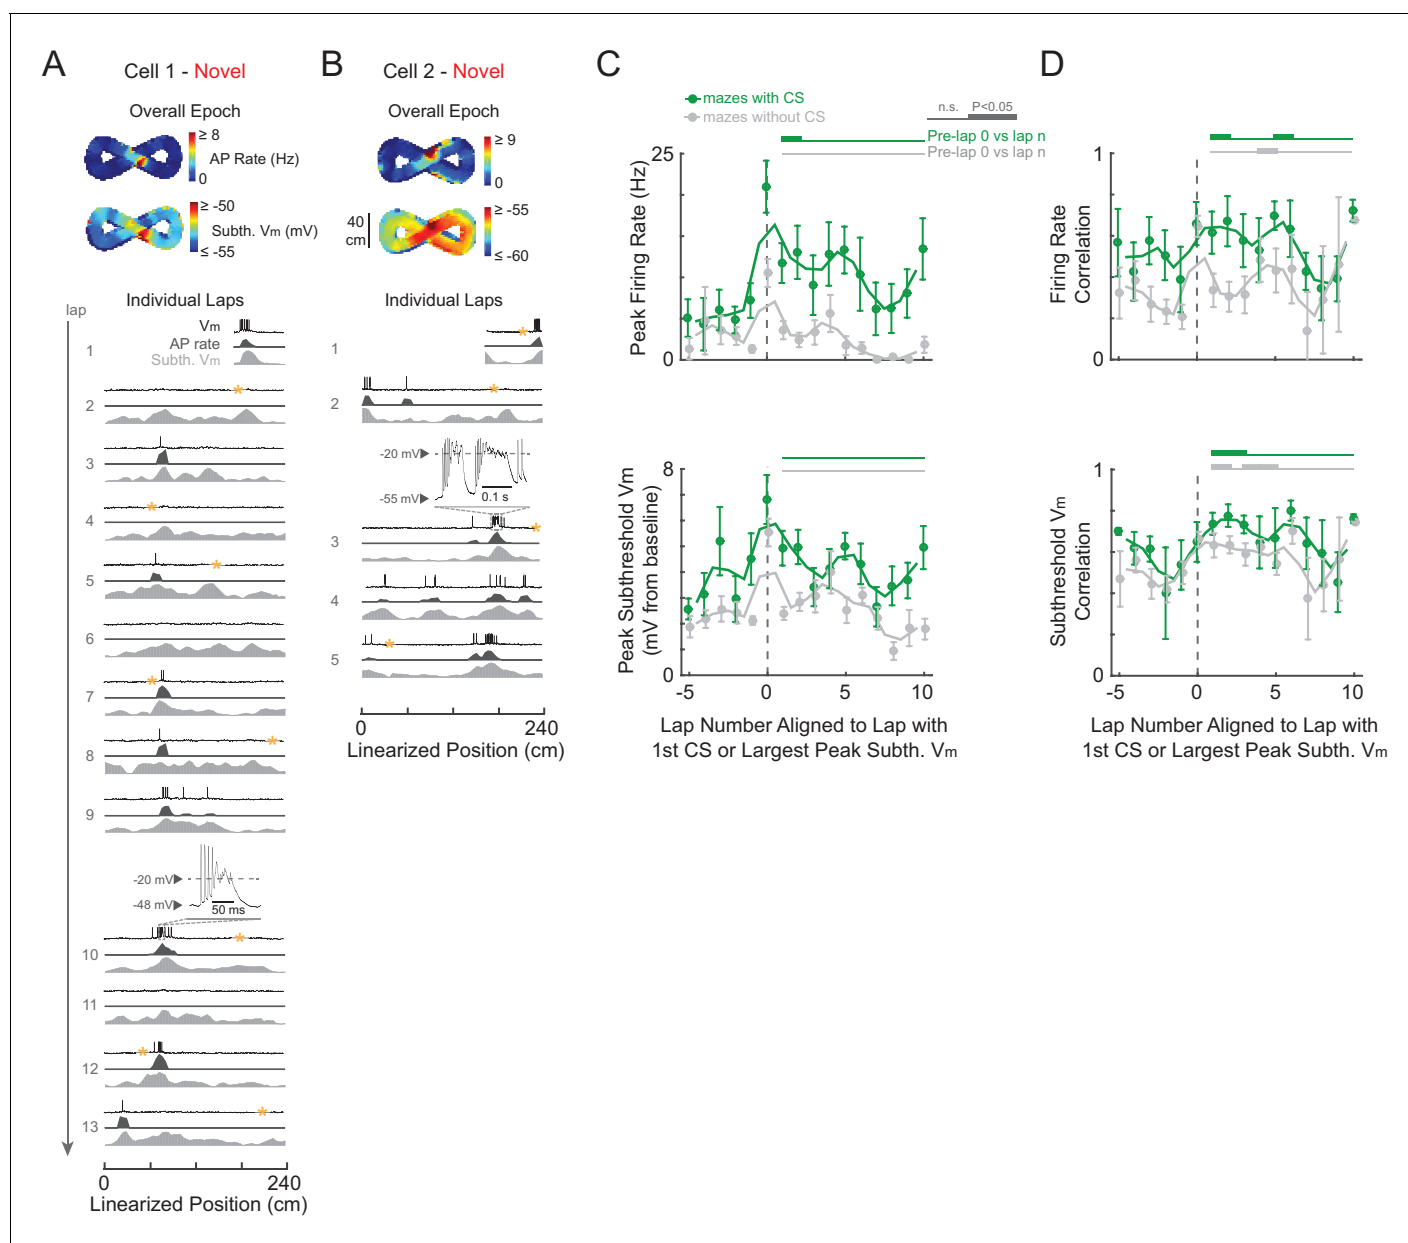 A
Cell 1 - Novel
Overall Epoch
≥ 8
AP Rate (Hz)
0
≥ -50
Subth. Vm (mV)
≤ -55
Individual Laps
lap
Vm
AP rate
Subth. Vm
1
2
3
4
5
6
7
8
9
-20 mV
-48 mV
50 ms
10
11
12
13
0
240
Linearized Position (cm)
B
Cell 2 - Novel
Overall Epoch
≥ 9
0
40
cm
≥ -55
≤ -60
Individual Laps
1
2
-20 mV
-55 mV
0.1 s
3
4
5
0
240
Linearized Position (cm)
C
mazes with CS
mazes without CS
n.s.
P<0.05
Pre-lap 0 vs lap n
Pre-lap 0 vs lap n
25
Peak Firing Rate (Hz)
0
8
Peak Subthreshold Vm
(mV from baseline)
0
-5
0
5
10
Lap Number Aligned to Lap with
1st CS or Largest Peak Subth. Vm
D
1
Firing Rate
Correlation
0
1
Subthreshold Vm
Correlation
0
-5
0
5
10
Lap Number Aligned to Lap with
1st CS or Largest Peak Subth. Vm